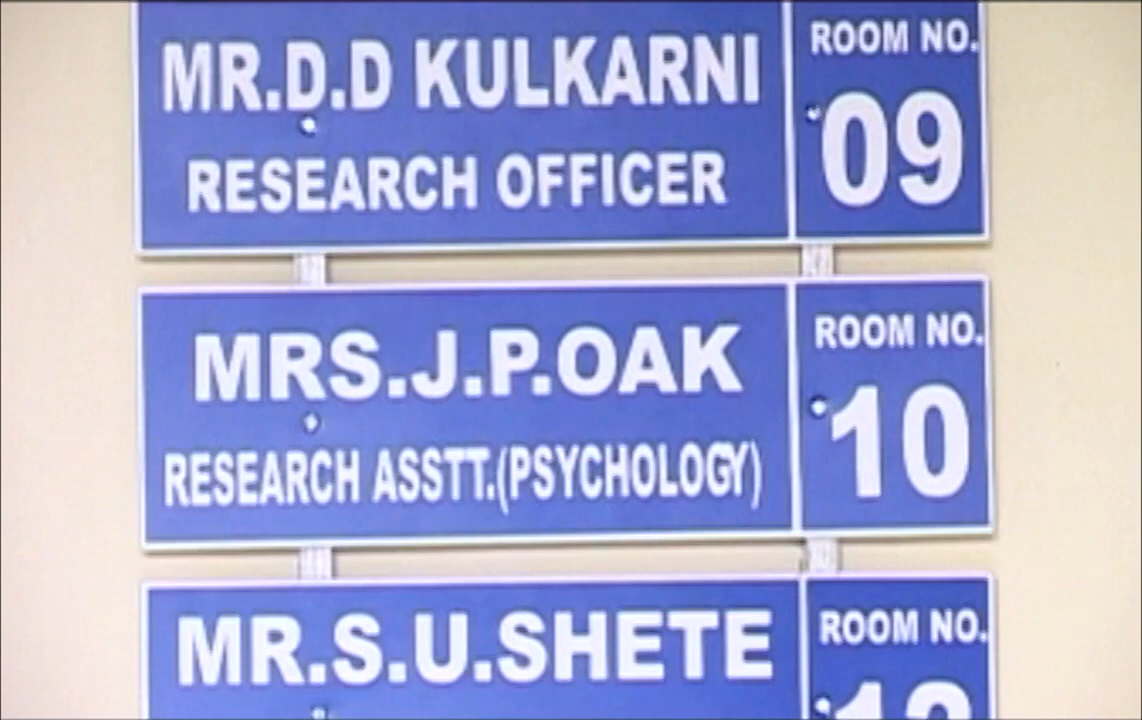 MR.D.D KULKARNI
RESEARCH OFFICER
ROOM NO.
09
MRS.J.P.OAK
RESEARCH ASSTT.(PSYCHOLOGY)
ROOM NO.
10
MR.S.U.SHETE
ROOM NO.